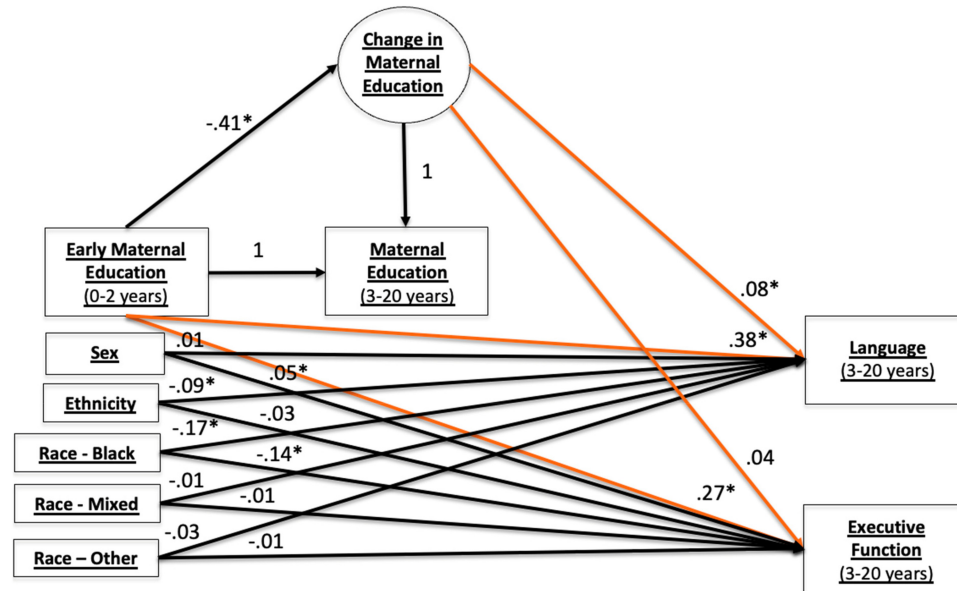 Change in
Maternal
Education
-.41*
1
Early Maternal
Education
(0-2 years)
1
Maternal
Education
(3-20 years)
.08*
.01
.38*
Sex
Language
(3-20 years)
.05*
-.09*
Ethnicity
-.03
-.17*
Race - Black
-.14*
.04
-.01
-.01
.27*
Race - Mixed
-.03
-.01
Race – Other
Executive
Function
(3-20 years)